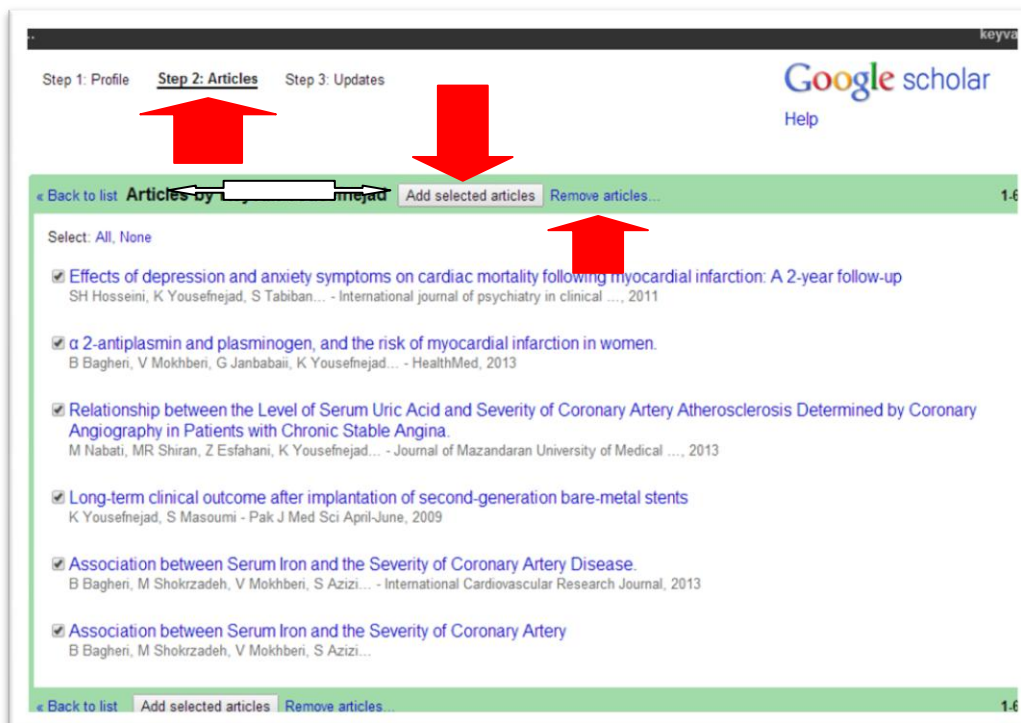 ..
keyva
Step 1: Profile Step 2: Articles Step 3: Updates
Google scholar
Help
« Back to list Articles by Add selected articles Remove articles... 1-6
Select: All, None
Effects of depression and anxiety symptoms on cardiac mortality following myocardial infarction: A 2-year follow-up
SH Hosseini, K Yousefnejad, S Tabiban... - International journal of psychiatry in clinical ..., 2011
α 2-antiplasmin and plasminogen, and the risk of myocardial infarction in women.
B Bagheri, V Mokhberi, G Janbabaii, K Yousefnejad... - HealthMed, 2013
Relationship between the Level of Serum Uric Acid and Severity of Coronary Artery Atherosclerosis Determined by Coronary
Angiography in Patients with Chronic Stable Angina.
M Nabati, MR Shiran, Z Esfahani, K Yousefnejad... - Journal of Mazandaran University of Medical ..., 2013
Long-term clinical outcome after implantation of second-generation bare-metal stents
K Yousefnejad, S Masoumi - Pak J Med Sci April-June, 2009
Association between Serum Iron and the Severity of Coronary Artery Disease.
B Bagheri, M Shokrzadeh, V Mokhberi, S Azizi... - International Cardiovascular Research Journal, 2013
Association between Serum Iron and the Severity of Coronary Artery
B Bagheri, M Shokrzadeh, V Mokhberi, S Azizi...
« Back to list Add selected articles Remove articles... 1-6